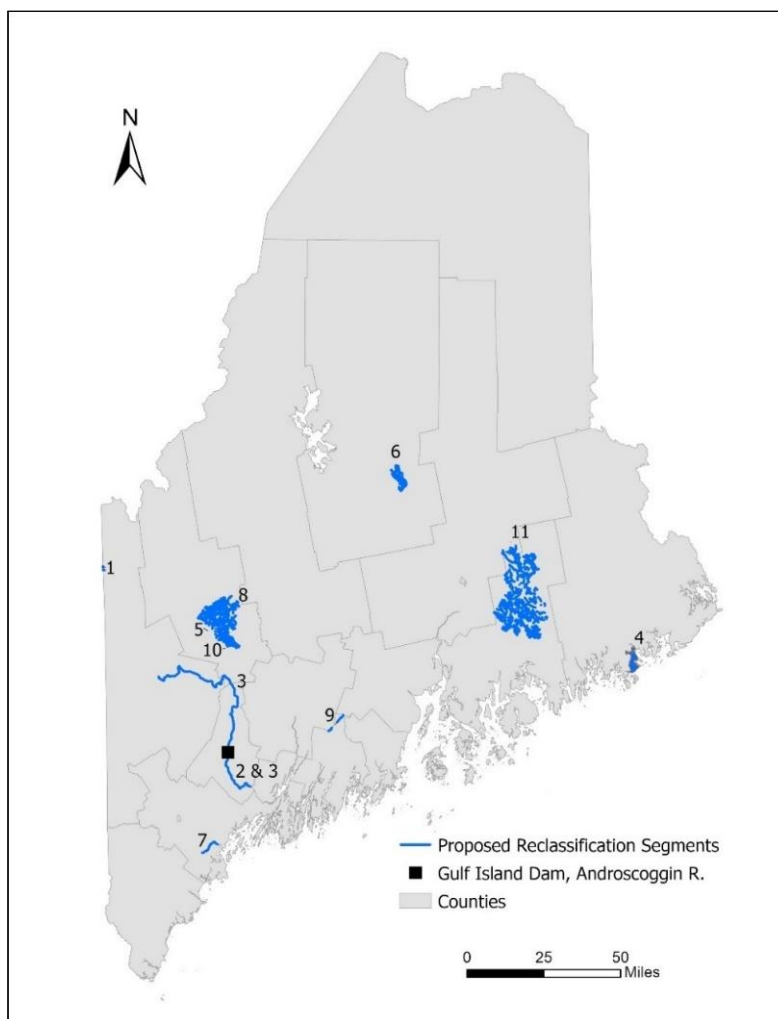 N
6
11
1
8
5
10
4
3
9
2 & 3
7
Proposed Reclassification Segments
Gulf Island Dam, Androscoggin R.
Counties
0 25 50
Miles